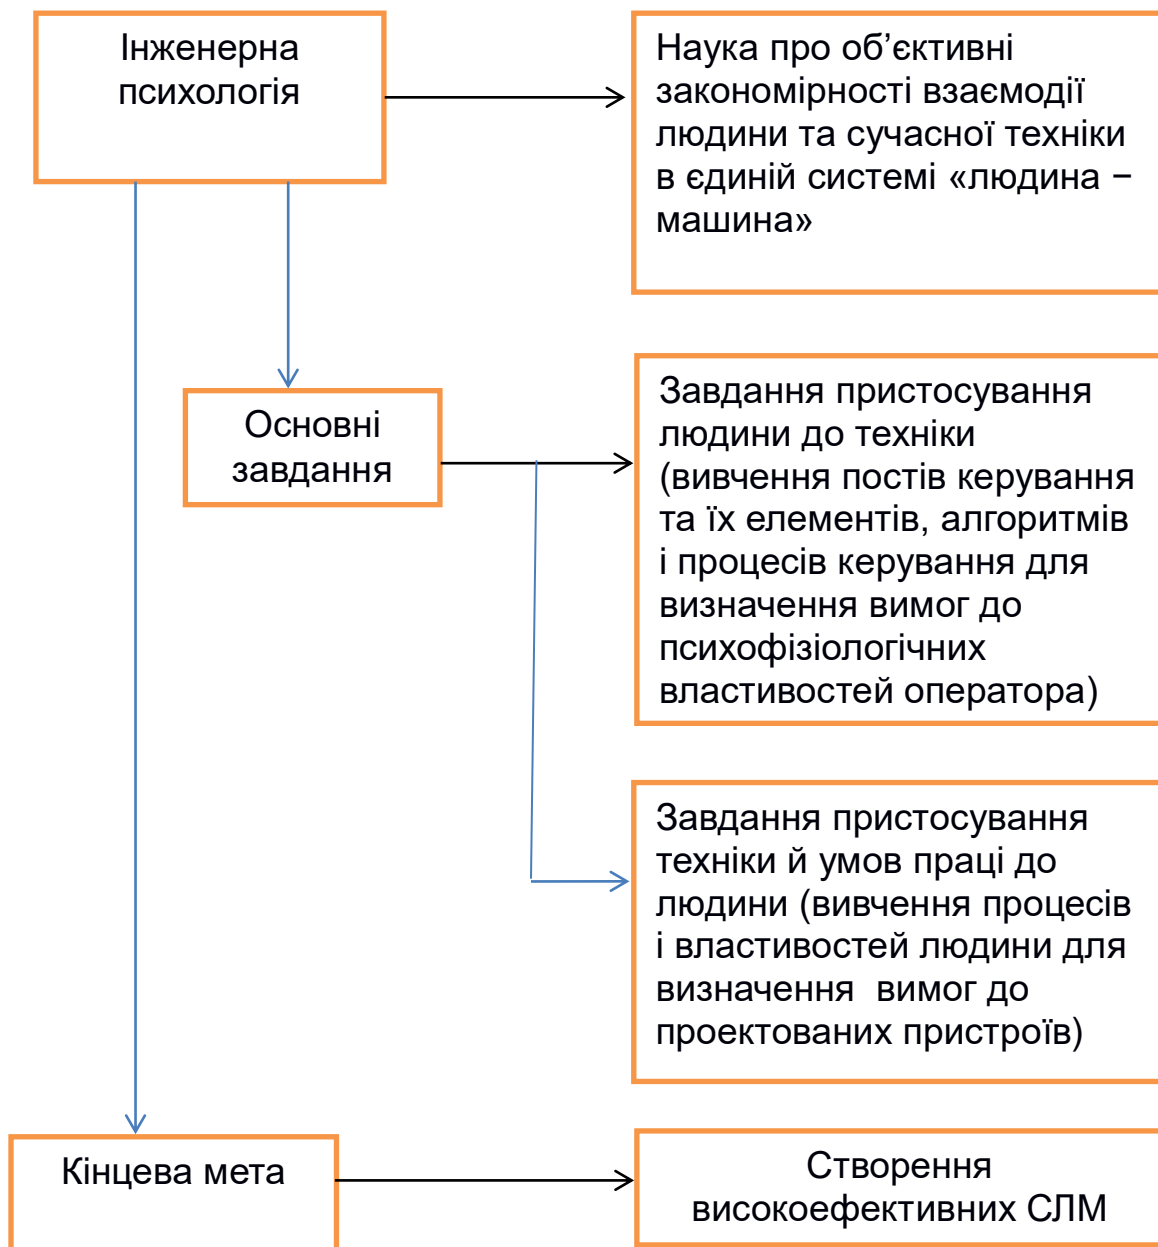 Інженерна
психологія
Наука про об’єктивні
закономірності взаємодії
людини та сучасної техніки
в єдиній системі «людина −
машина»
Основні
завдання
Завдання пристосування
людини до техніки
(вивчення постів керування
та їх елементів, алгоритмів
і процесів керування для
визначення вимог до
психофізіологічних
властивостей оператора)
Завдання пристосування
техніки й умов праці до
людини (вивчення процесів
і властивостей людини для
визначення  вимог до
проектованих пристроїв)
Кінцева мета
Створення
високоефективних СЛМ